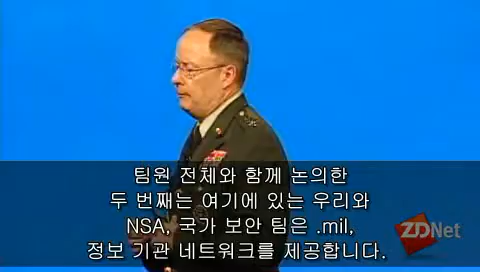 팀원 전체와 함께 논의한
두 번째는 여기에 있는 우리와
NSA, 국가 보안 팀은 .mil,
정보 기관 네트워크를 제공합니다.
ZDNet